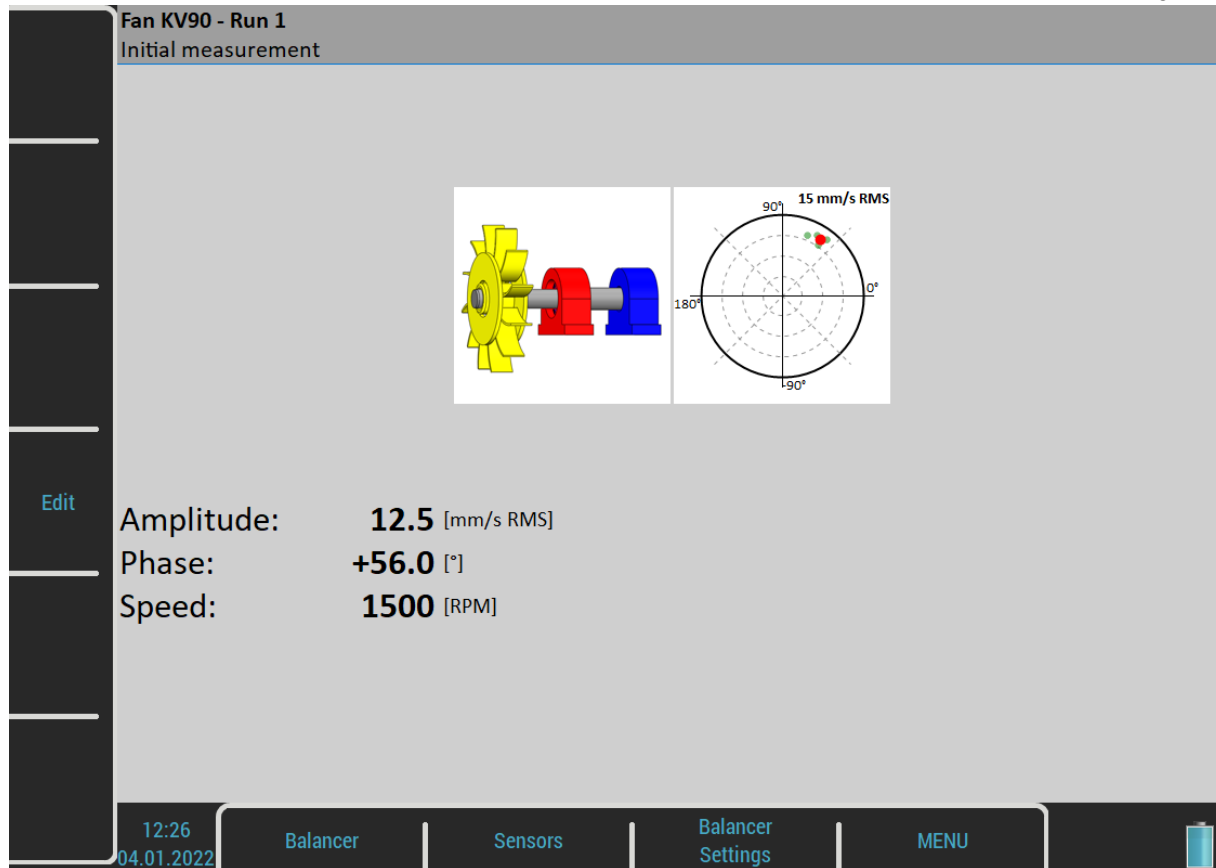 Fan KV90 - Run 1
Initial measurement
15 mm/s RMS
90°
180°
0°
-90°
Edit
Amplitude: 12.5 [mm/s RMS]
Phase: +56.0 [°]
Speed: 1500 [RPM]
12:26
04.01.2022
Balancer
Sensors
Balancer
Settings
MENU